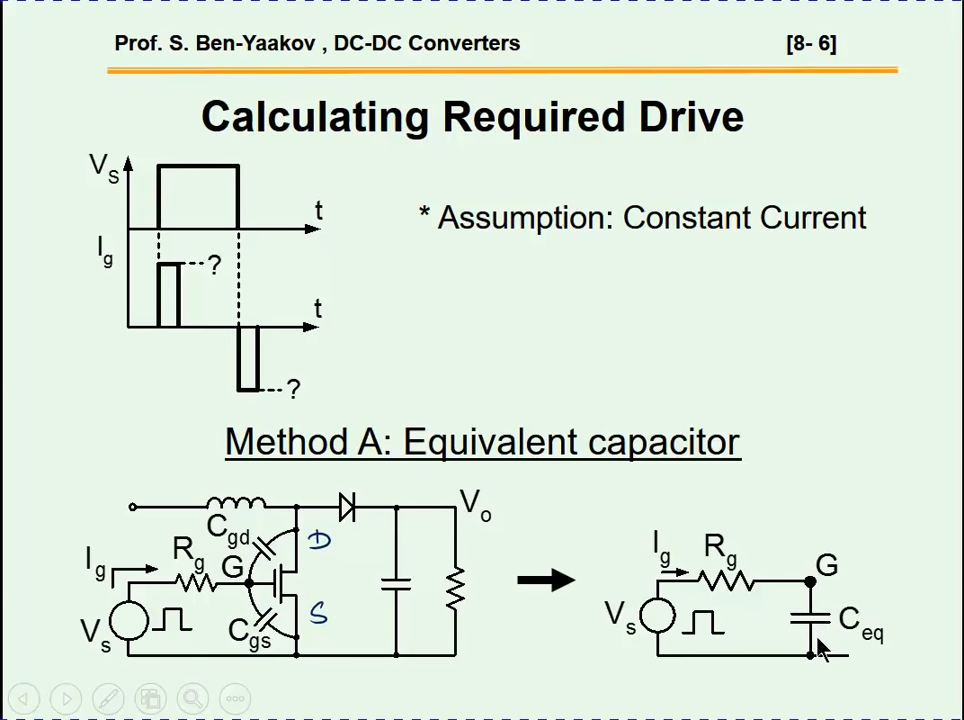 Prof. S. Ben-Yaakov , DC-DC Converters [8- 6]
Calculating Required Drive
Vs
t
* Assumption: Constant Current
Ig
?
t
?
Method A: Equivalent capacitor
Vo
Cgd
D
Rg
G
Ig
S
Vs
Cgs
Ig
Rg
G
Vs
Ceq